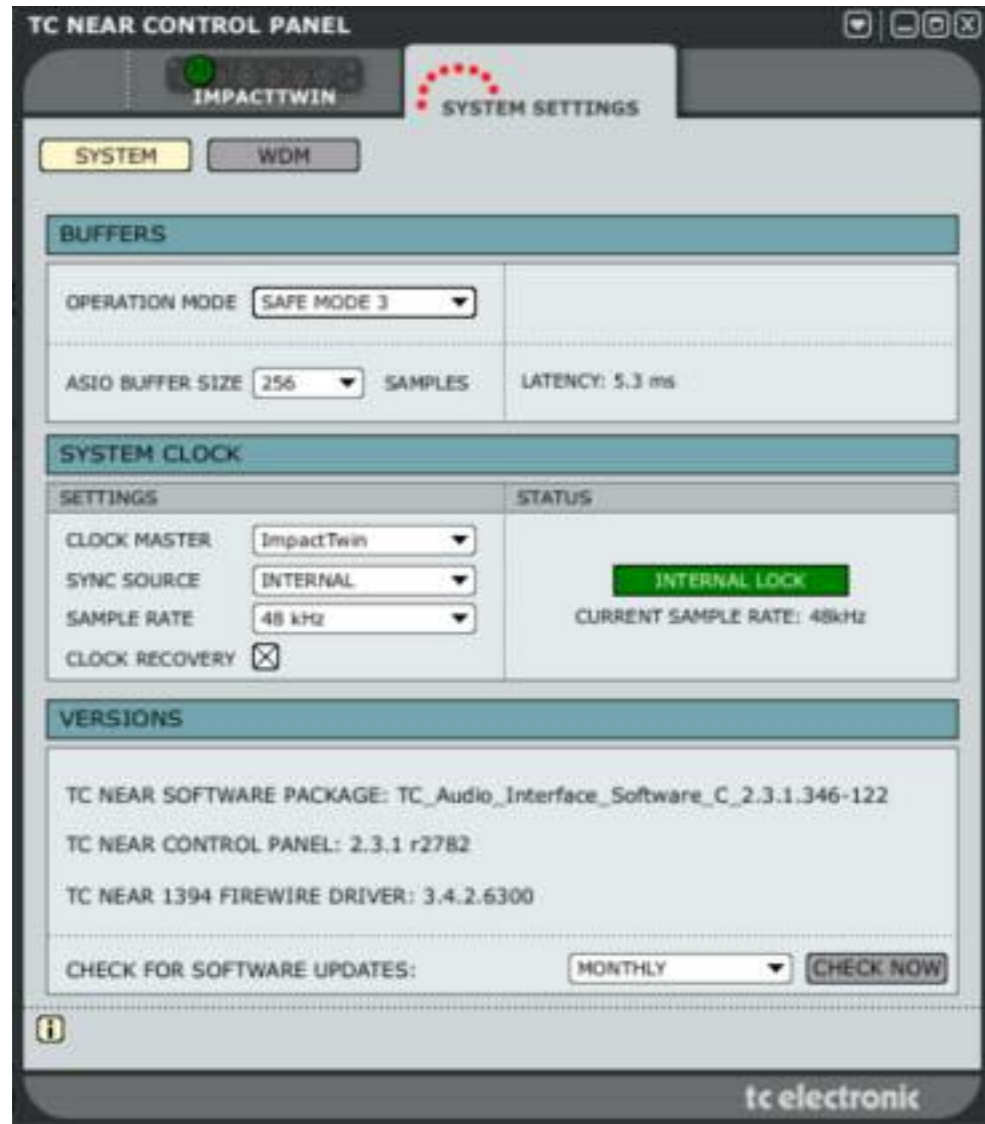 TC NEAR CONTROL PANEL
IMPACTTWIN
SYSTEM SETTINGS
SYSTEM
WDM
BUFFERS
OPERATION MODE SAFE MODE 3
ASIO BUFFER SIZE 256 SAMPLES LATENCY: 5.3 ms
SYSTEM CLOCK
SETTINGS STATUS
CLOCK MASTER ImpactTwin
SYNC SOURCE INTERNAL INTERNAL LOCK
SAMPLE RATE 48 kHz CURRENT SAMPLE RATE: 48kHz
CLOCK RECOVERY
VERSIONS
TC NEAR SOFTWARE PACKAGE: TC_Audio_Interface_Software_C_2.3.1.346-122
TC NEAR CONTROL PANEL: 2.3.1 r2782
TC NEAR 1394 FIREWIRE DRIVER: 3.4.2.6300
CHECK FOR SOFTWARE UPDATES: MONTHLY CHECK NOW
i
tc electronic